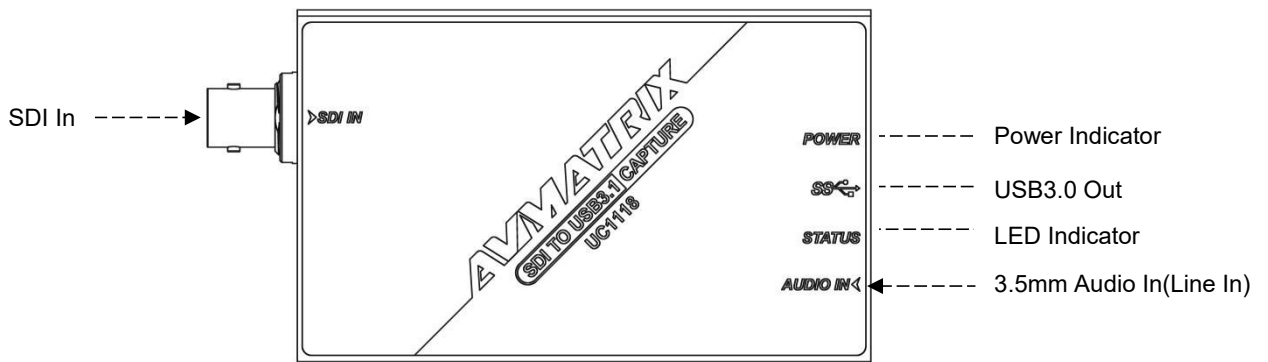 SDI In
SDI IN
AVMATRIX
SDI TO USB3.1 CAPTURE
UC1118
POWER
Power Indicator
SS
USB3.0 Out
STATUS
LED Indicator
AUDIO IN
3.5mm Audio In(Line In)